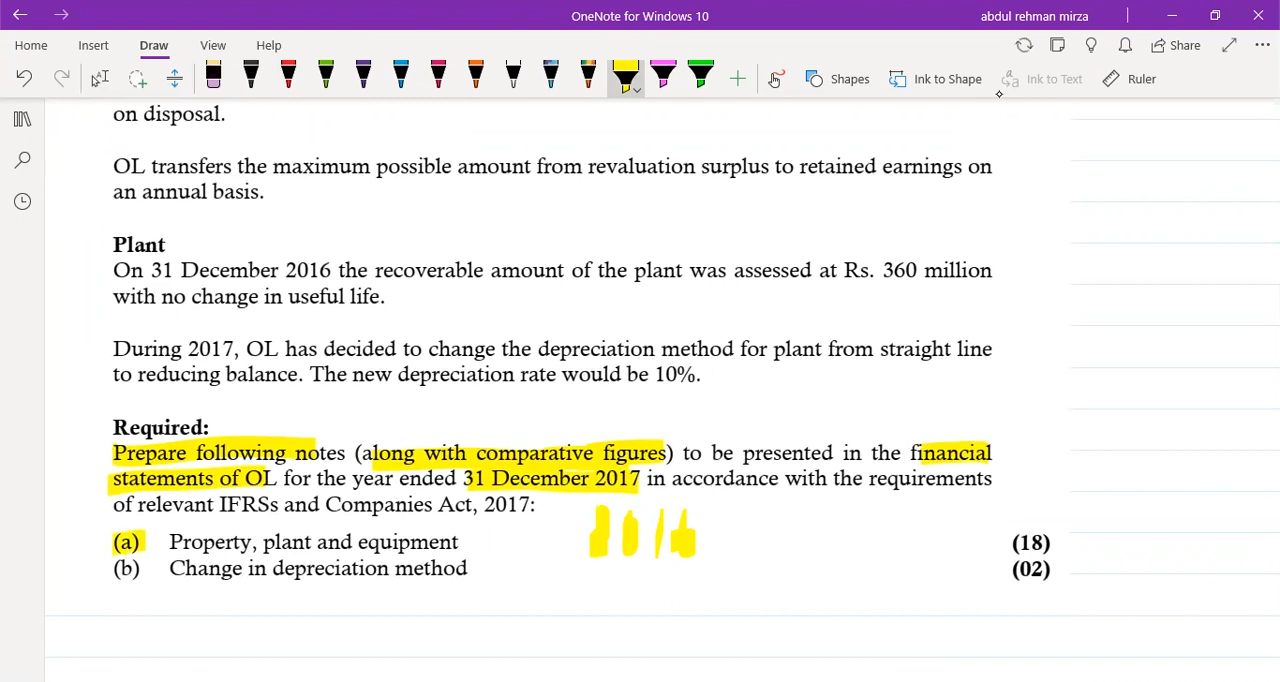 OneNote for Windows 10
abdul rehman mirza
Home Insert Draw View Help
Share
Shapes Ink to Shape Ink to Text Ruler
on disposal.
OL transfers the maximum possible amount from revaluation surplus to retained earnings on
an annual basis.
Plant
On 31 December 2016 the recoverable amount of the plant was assessed at Rs. 360 million
with no change in useful life.
During 2017, OL has decided to change the depreciation method for plant from straight line
to reducing balance. The new depreciation rate would be 10%.
Required:
Prepare following notes (along with comparative figures) to be presented in the financial
statements of OL for the year ended 31 December 2017 in accordance with the requirements
of relevant IFRSs and Companies Act, 2017:
2016
(a) Property, plant and equipment (18)
(b) Change in depreciation method (02)